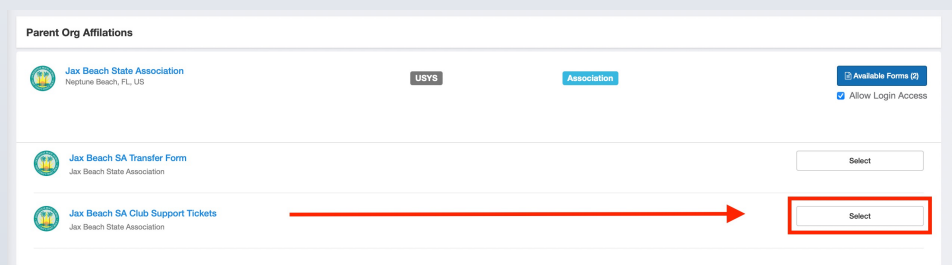 Parent Org Affilations
Jax Beach State Association
Neptune Beach, FL, US
USYS
Association
Available Forms (2)
Allow Login Access
Jax Beach SA Transfer Form
Jax Beach State Association
Select
Jax Beach SA Club Support Tickets
Jax Beach State Association
Select